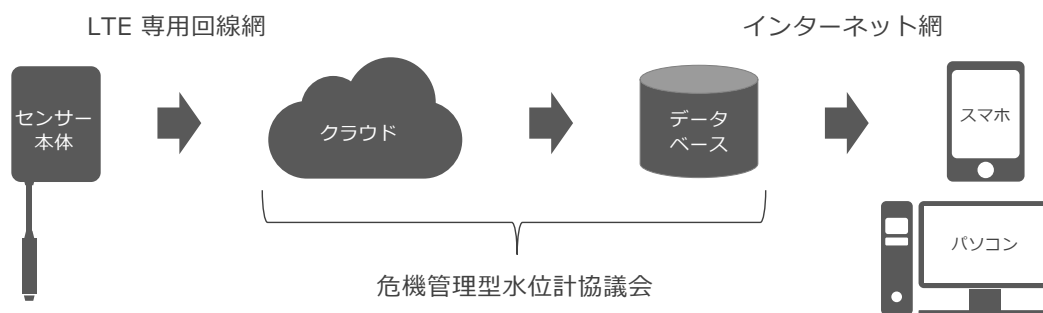 LTE 専用回線網
インターネット網
センサー
本体
クラウド
データ
ベース
スマホ
パソコン
危機管理型水位計協議会